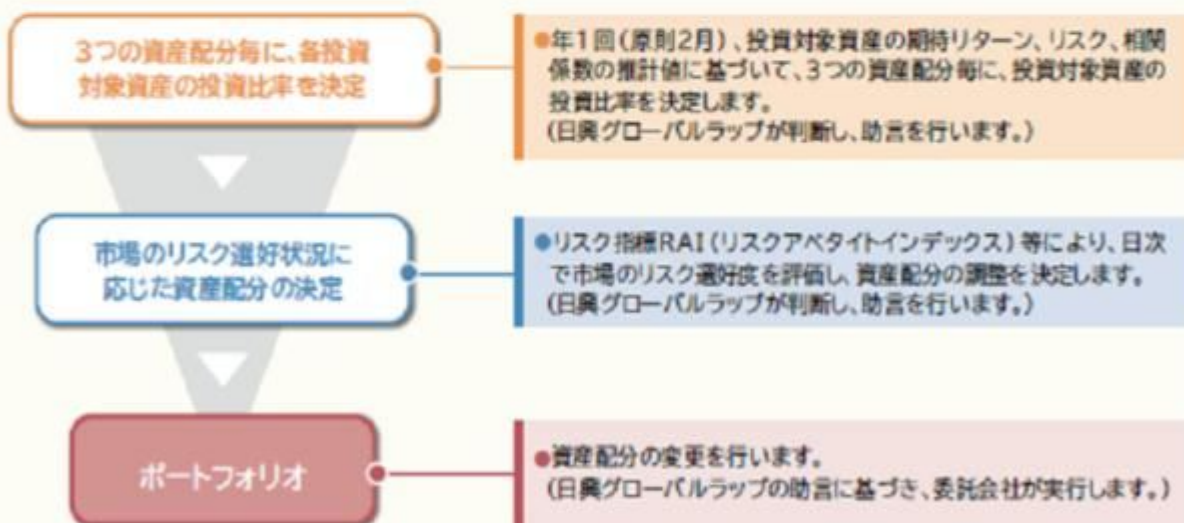 3つの資産配分毎に、各投資
対象資産の投資比率を決定
●年1回(原則2月)、投資対象資産の期待リターン、リスク、相関
係数の推計値に基づいて、3つの資産配分毎に、投資対象資産の
投資比率を決定します。
(日興グローバルラップが判断し、助言を行います。)
市場のリスク選好状況に
応じた資産配分の決定
●リスク指標RAI(リスクアペタイトインデックス)等により、日次
で市場のリスク選好度を評価し、資産配分の調整を決定します。
(日興グローバルラップが判断し、助言を行います。)
ポートフォリオ
●資産配分の変更を行います。
(日興グローバルラップの助言に基づき、委託会社が実行します。)